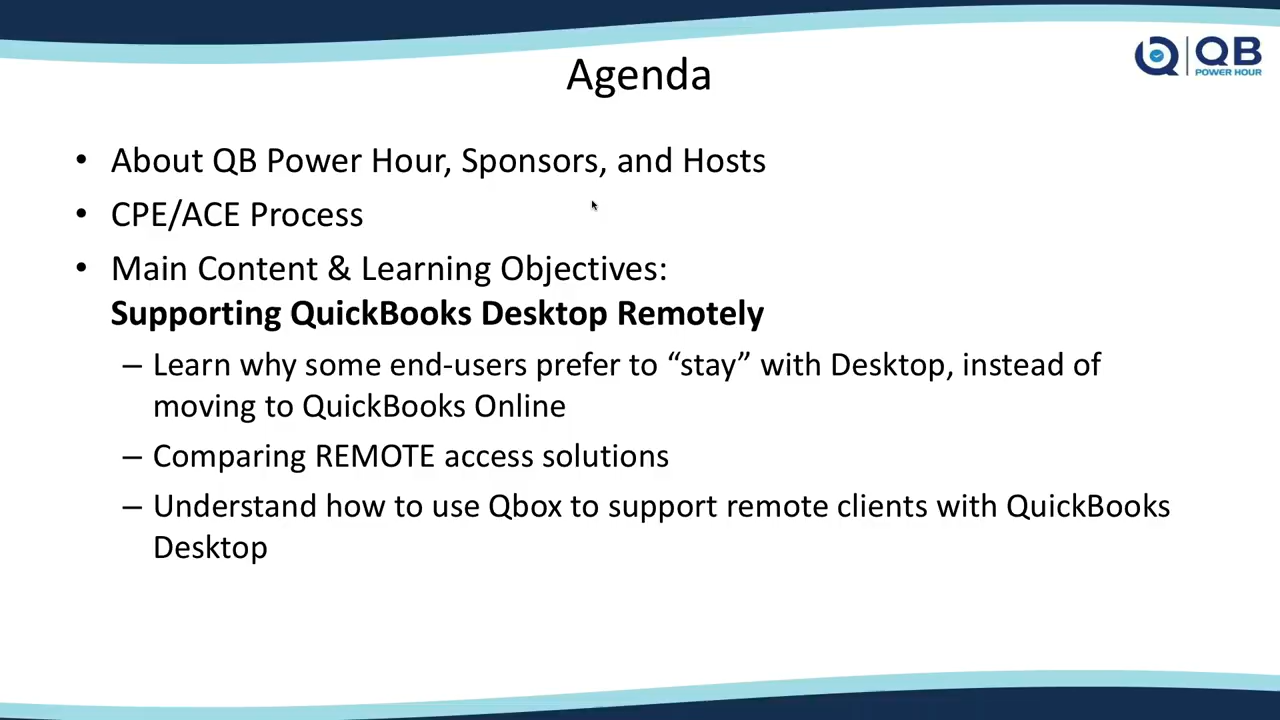 QB
POWER HOUR
Agenda
• About QB Power Hour, Sponsors, and Hosts
• CPE/ACE Process
• Main Content & Learning Objectives:
Supporting QuickBooks Desktop Remotely
– Learn why some end-users prefer to “stay” with Desktop, instead of
moving to QuickBooks Online
– Comparing REMOTE access solutions
– Understand how to use Qbox to support remote clients with QuickBooks
Desktop